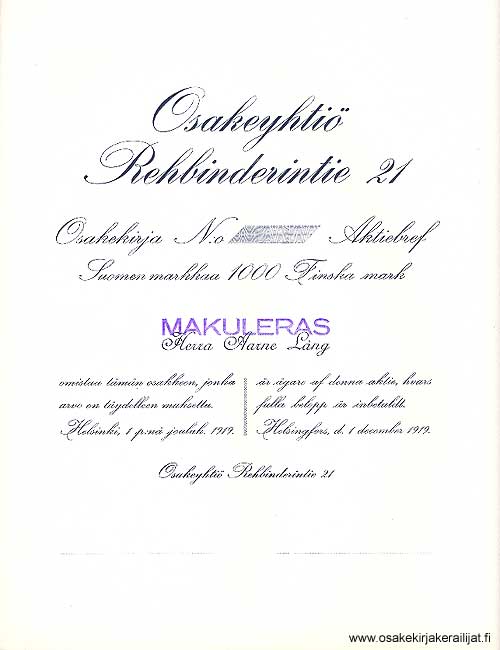 Osakeyhtiö
Rehbinderintie 21
Osakekirja N:o Aktiebref
Suomen markkaa 1000 Finska mark
MAKULERAS
Herra Aarne Lång
omistaa tämän osakkeen, jonka
arvo on täydelleen maksettu.
Helsinki, 1 p:nä jouluk. 1919.
är ägare af denna aktie, hvars
fulla belopp är inbetaldt.
Helsingfors, d. 1 december 1919.
Osakeyhtiö Rehbinderintie 21
www.osakekirjakerailijat.fi